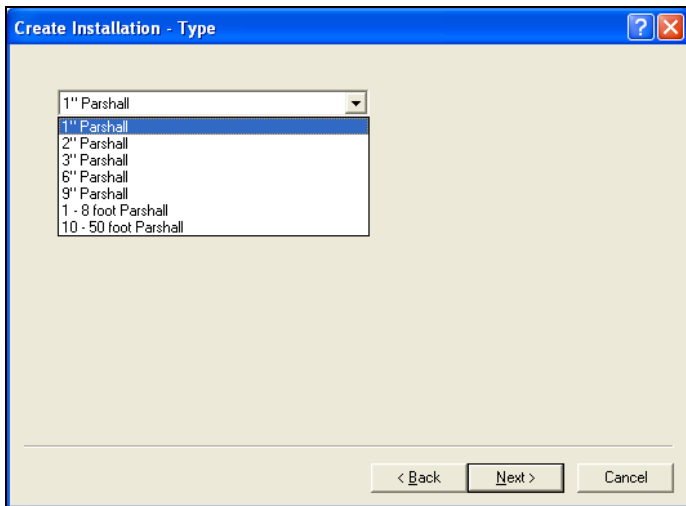 Create Installation - Type
1" Parshall
1" Parshall
2" Parshall
3" Parshall
6" Parshall
9" Parshall
1 - 8 foot Parshall
10 - 50 foot Parshall
< Back Next > Cancel